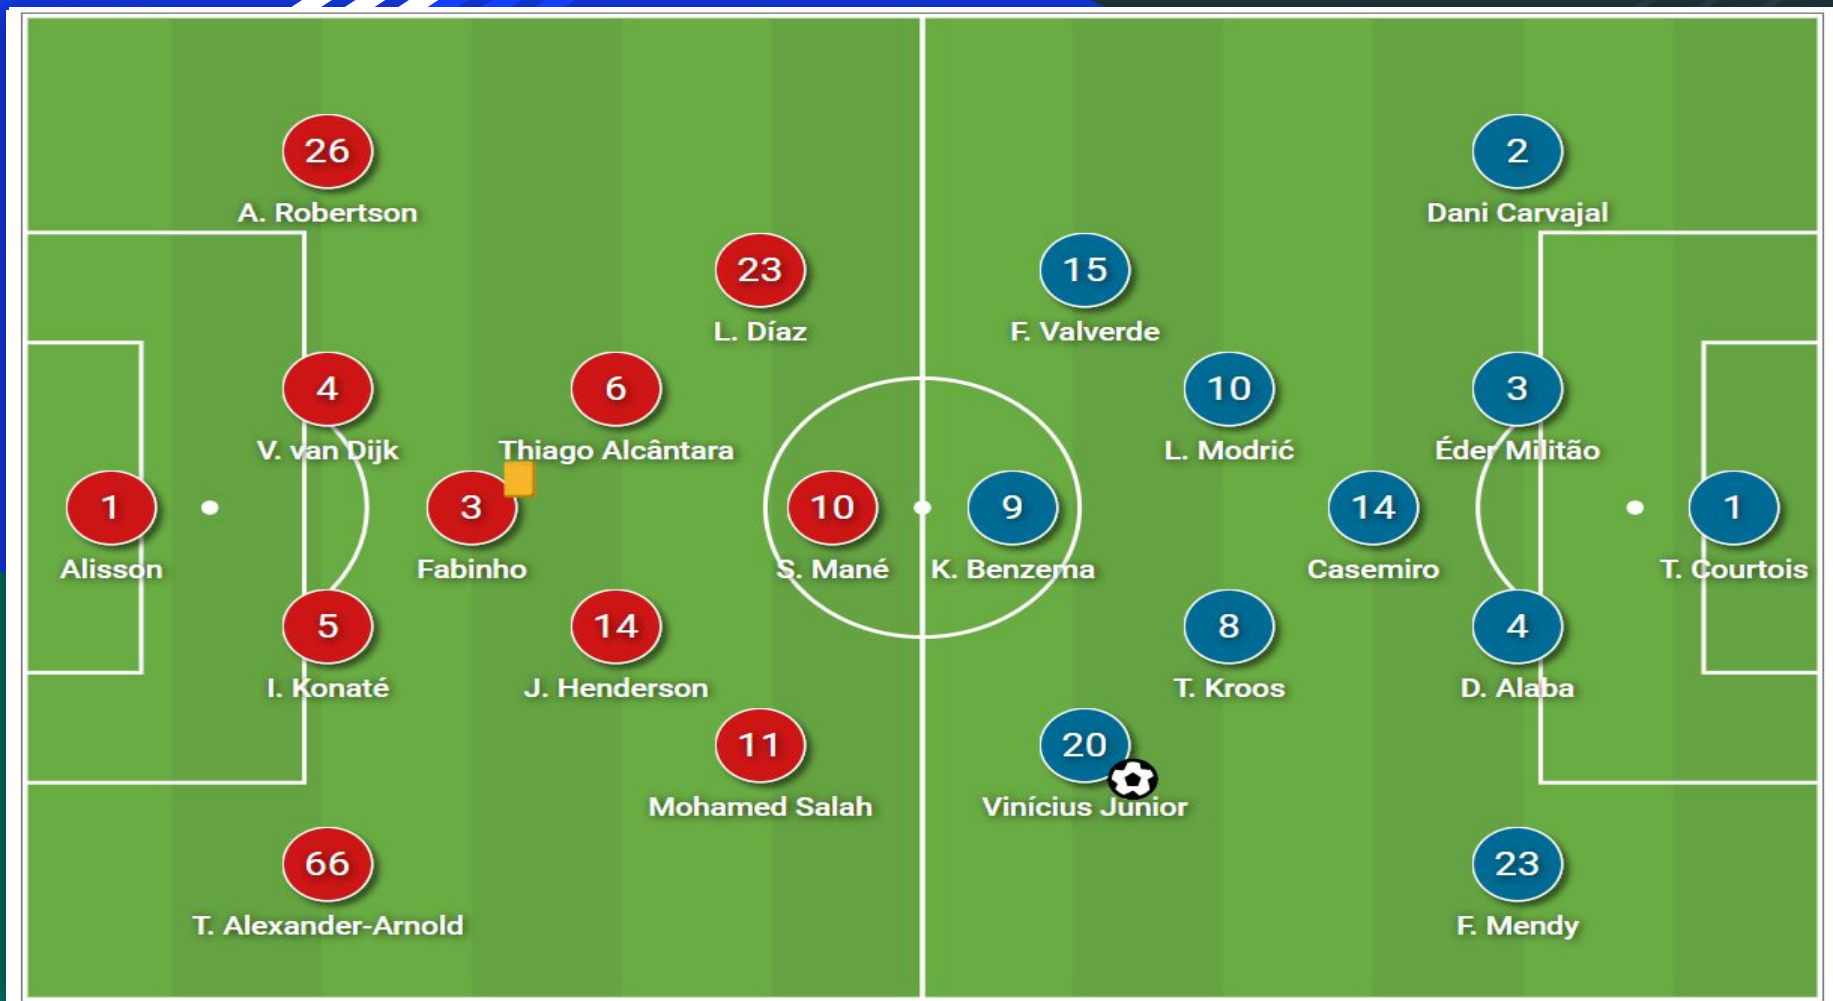 26
A. Robertson
2
Dani Carvajal
23
L. Díaz
15
F. Valverde
4
V. van Dijk
6
Thiago Alcântara
10
L. Modrić
3
Éder Militão
1
Alisson
3
Fabinho
10
S. Mané
9
K. Benzema
14
Casemiro
1
T. Courtois
5
I. Konaté
14
J. Henderson
8
T. Kroos
4
D. Alaba
11
Mohamed Salah
20
Vinícius Júnior
66
T. Alexander-Arnold
23
F. Mendy